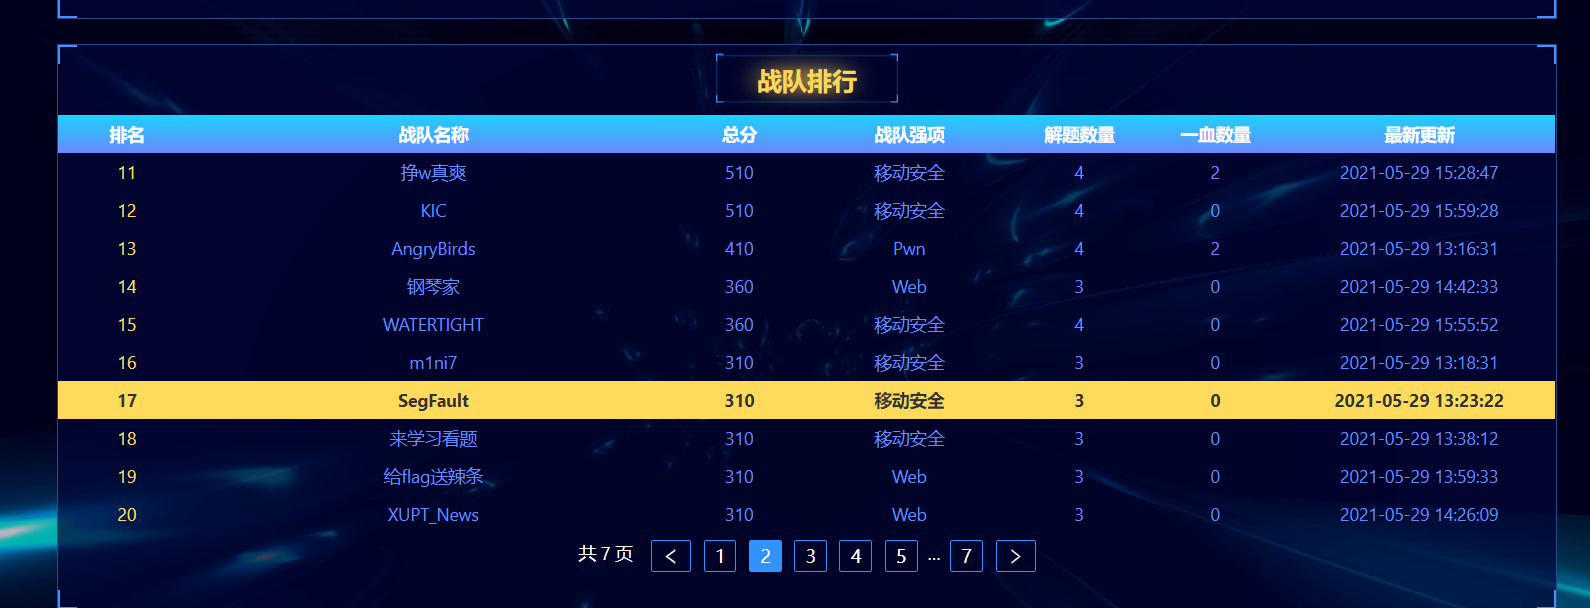 战队排行
排名 战队名称 总分 战队强项 解题数量 一血数量 最新更新
11 挣w真爽 510 移动安全 4 2 2021-05-29 15:28:47
12 KIC 510 移动安全 4 0 2021-05-29 15:59:28
13 AngryBirds 410 Pwn 4 2 2021-05-29 13:16:31
14 钢琴家 360 Web 3 0 2021-05-29 14:42:33
15 WATERTIGHT 360 移动安全 4 0 2021-05-29 15:55:52
16 m1ni7 310 移动安全 3 0 2021-05-29 13:18:31
17 SegFault 310 移动安全 3 0 2021-05-29 13:23:22
18 来学习看题 310 移动安全 3 0 2021-05-29 13:38:12
19 给flag送辣条 310 Web 3 0 2021-05-29 13:59:33
20 XUPT_News 310 Web 3 0 2021-05-29 14:26:09
共 7 页 < 1 2 3 4 5 ... 7 >